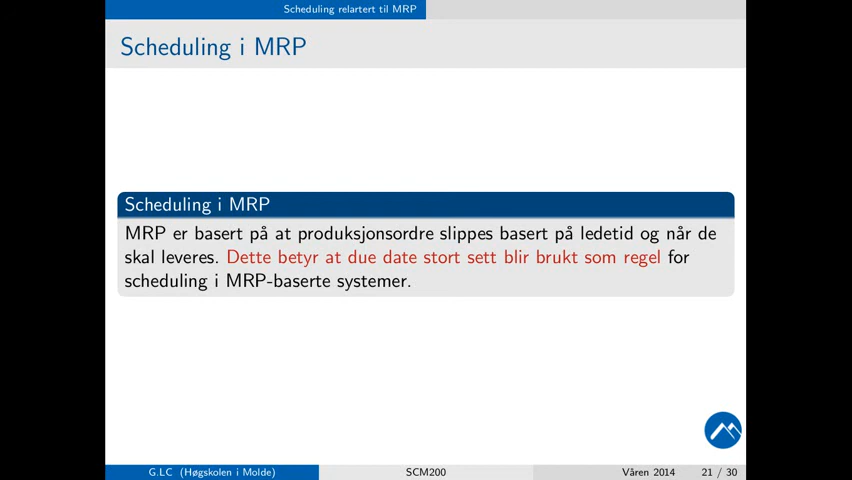 Scheduling relartert til MRP
Scheduling i MRP
Scheduling i MRP
MRP er basert på at produksjonsordre slippes basert på ledetid og når de
skal leveres. Dette betyr at due date stort sett blir brukt som regel for
scheduling i MRP-baserte systemer.
G.LC (Høgskolen i Molde)
SCM200
Våren 2014
21 / 30